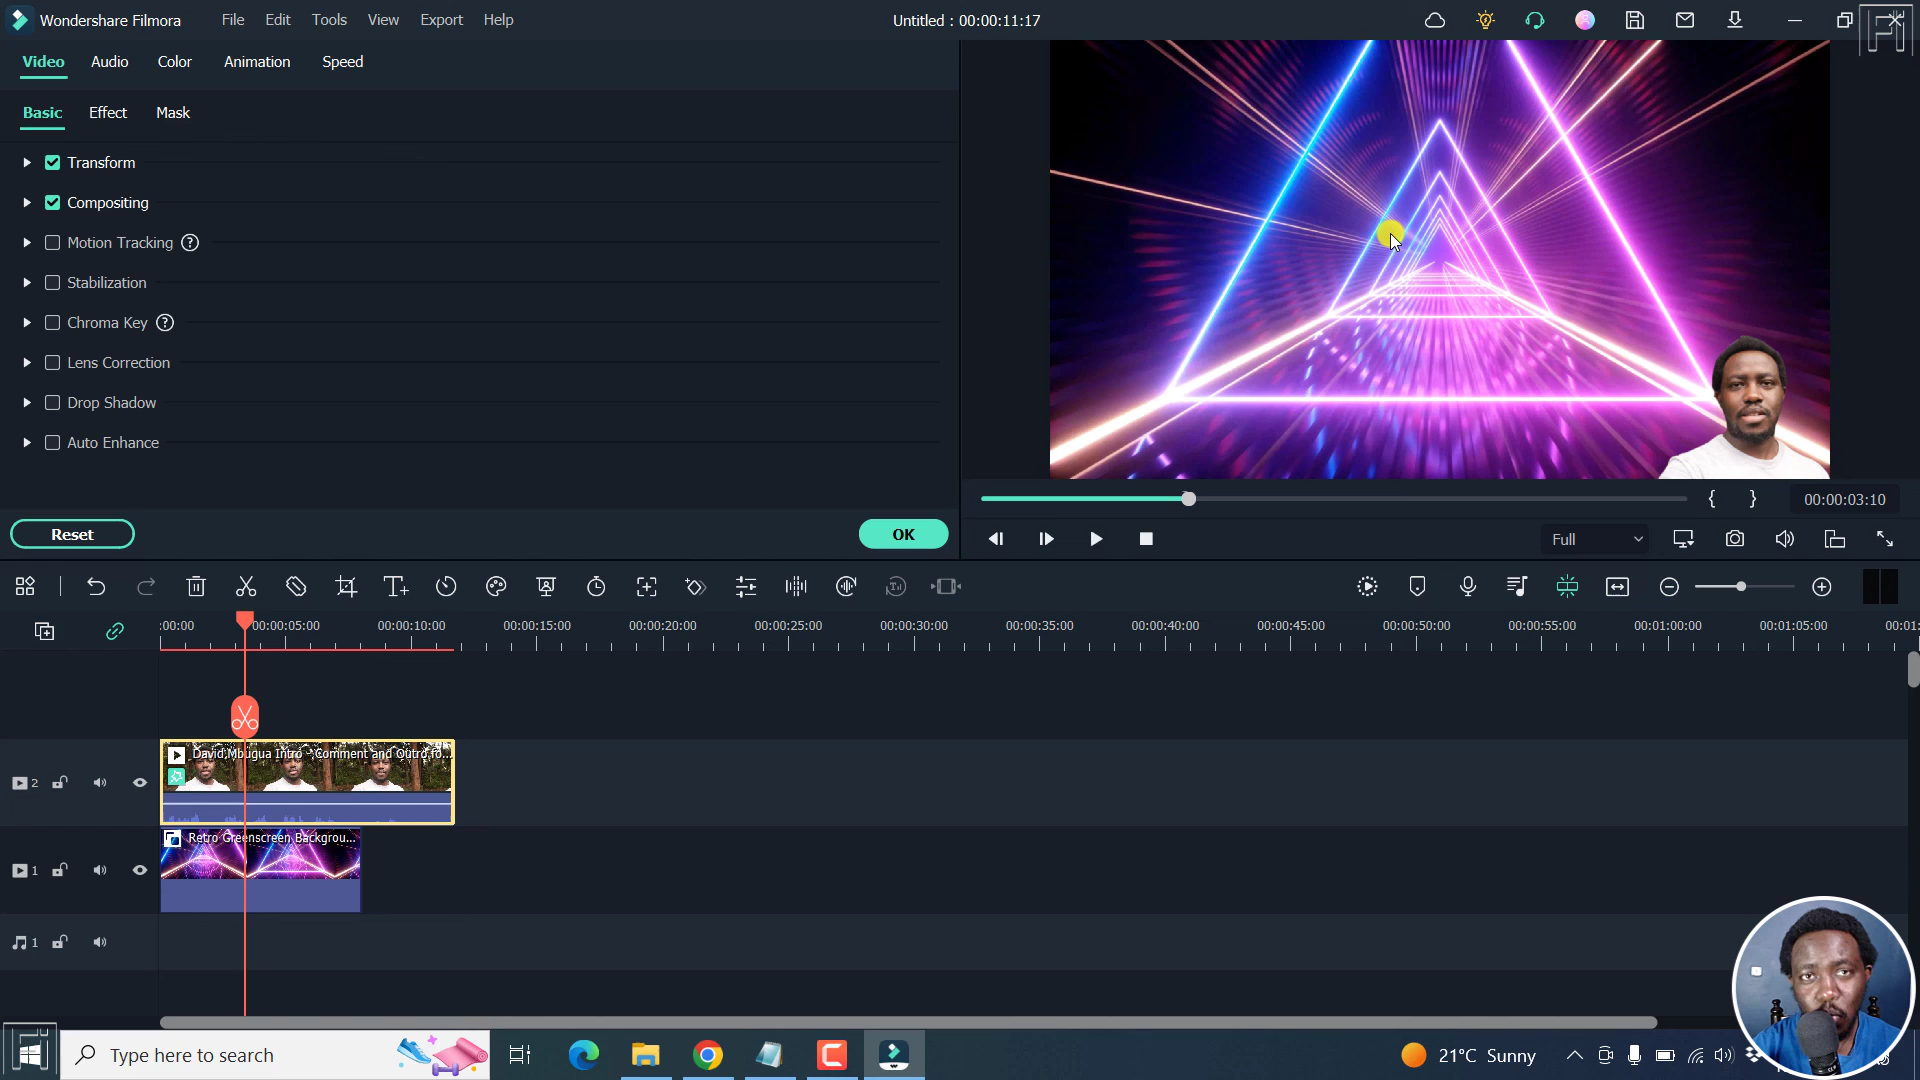 Wondershare Filmora File Edit Tools View Export Help Untitled : 00:00:11:17
Video Audio Color Animation Speed
Basic Effect Mask
Transform
Compositing
Motion Tracking ?
Stabilization
Chroma Key ?
Lens Correction
Drop Shadow
Auto Enhance
Reset OK
{ } 00:00:03:10
Full
:00:00 00:00:05:00 00:00:10:00 00:00:15:00 00:00:20:00 00:00:25:00 00:00:30:00 00:00:35:00 00:00:40:00 00:00:45:00 00:00:50:00 00:00:55:00 00:01:00:00 00:01:05:00 00:01:
David Mbugua Intro - Comment and Outro fo...
2
Retro Greenscreen Backgrou...
1
1
Type here to search
21°C Sunny